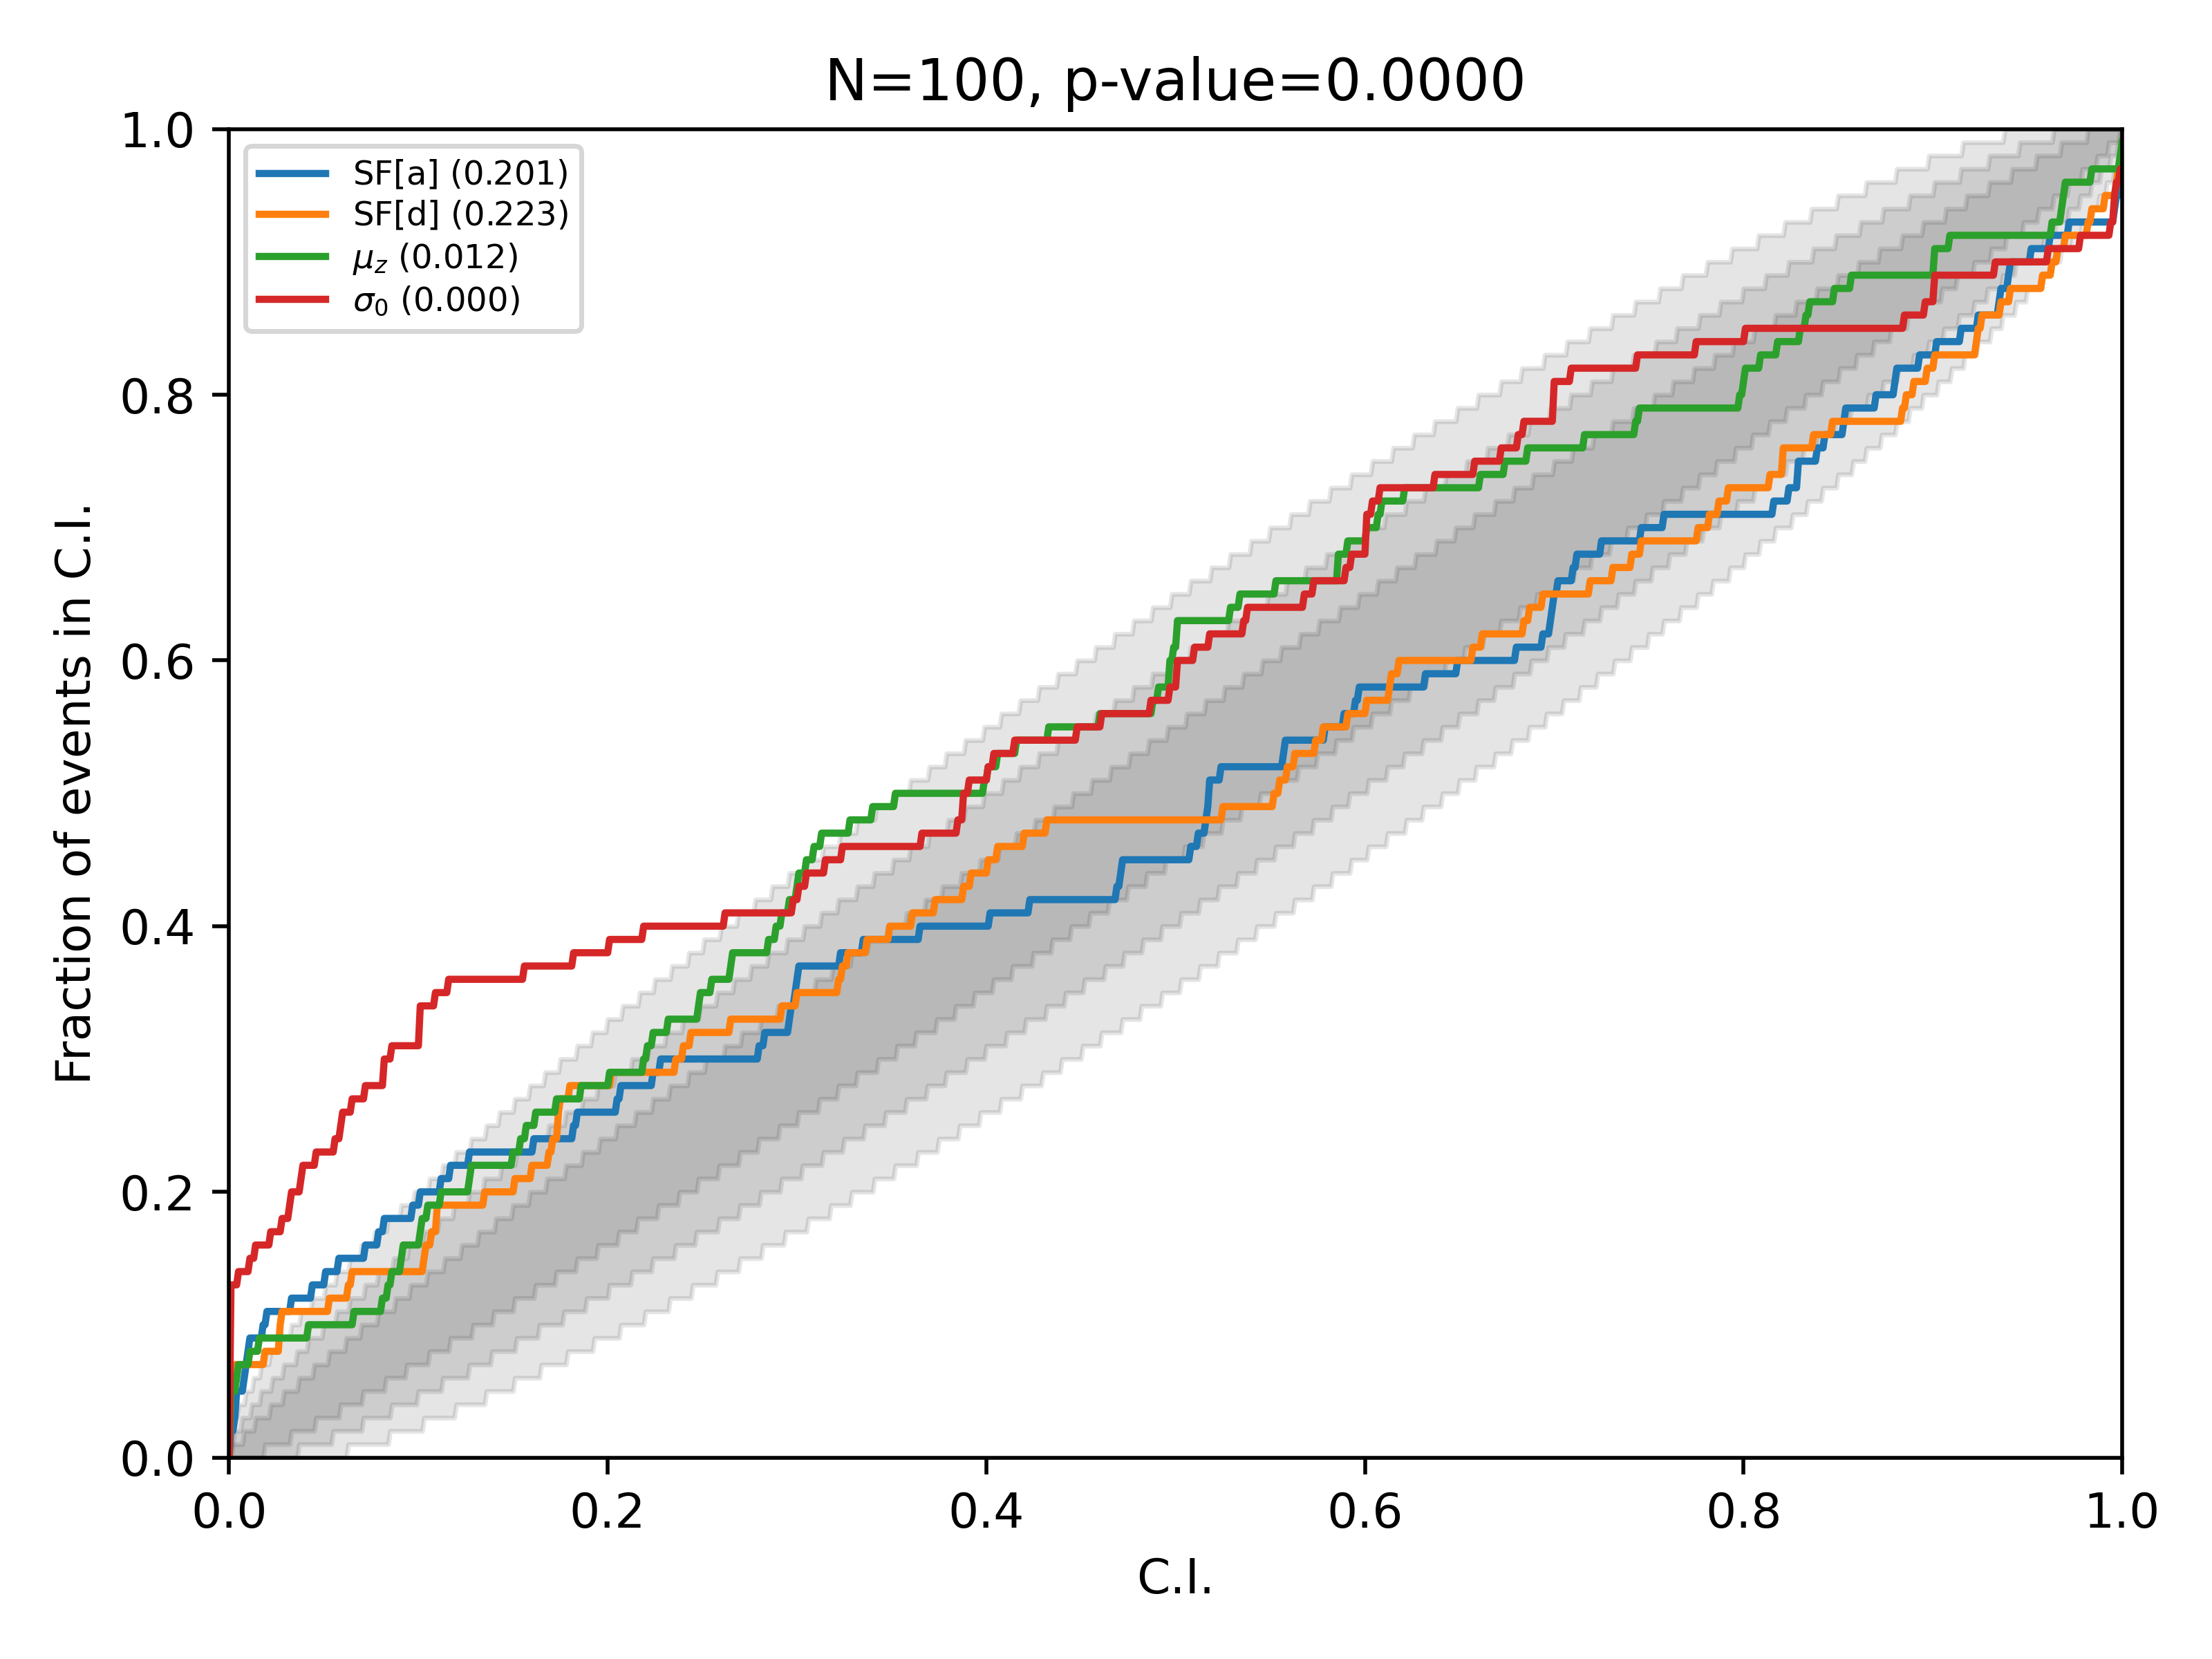 N=100, p-value=0.0000
1.0
0.8
0.6
0.4
0.2
0.0
Fraction of events in C.I.
SF[a] (0.201)
SF[d] (0.223)
μz (0.012)
σ0 (0.000)
0.0 0.2 0.4 0.6 0.8 1.0
C.I.